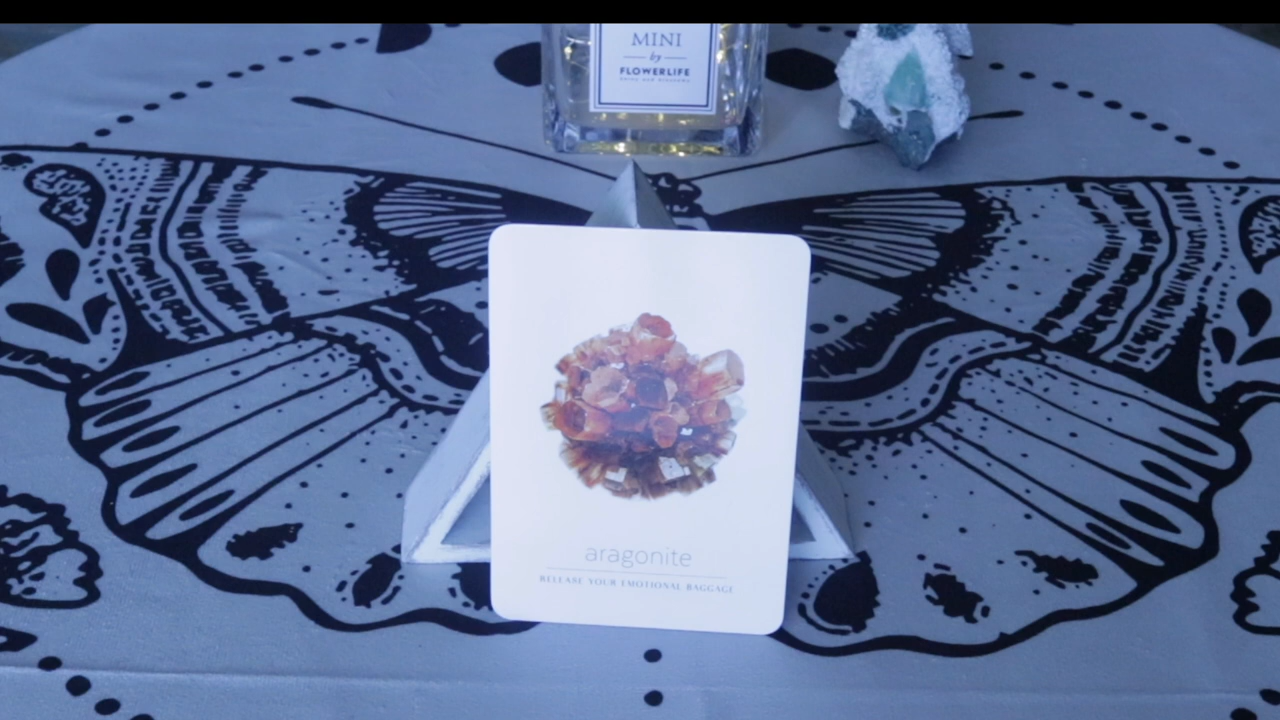 MINI
by
FLOWERLIFE
aragonite
RELEASE YOUR EMOTIONAL BAGGAGE